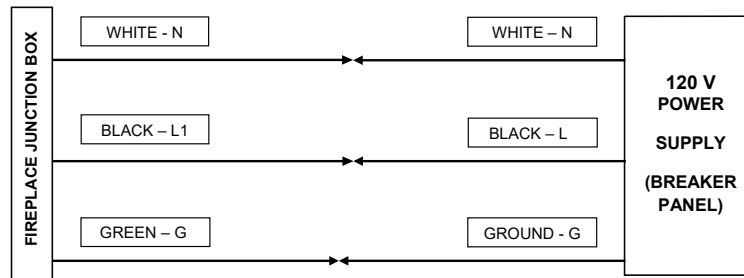 FIREPLACE JUNCTION BOX
WHITE - N
WHITE – N
BLACK – L1
BLACK – L
GREEN – G
GROUND - G
120 V
POWER
SUPPLY
(BREAKER
PANEL)